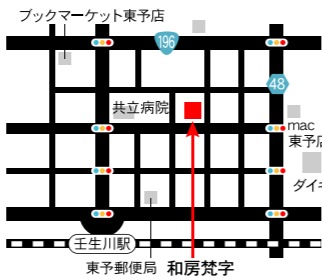 ブックマーケット東予店
196
48
共立病院
mac
東予店
ダイキ
壬生川駅
東予郵便局
和房梵字